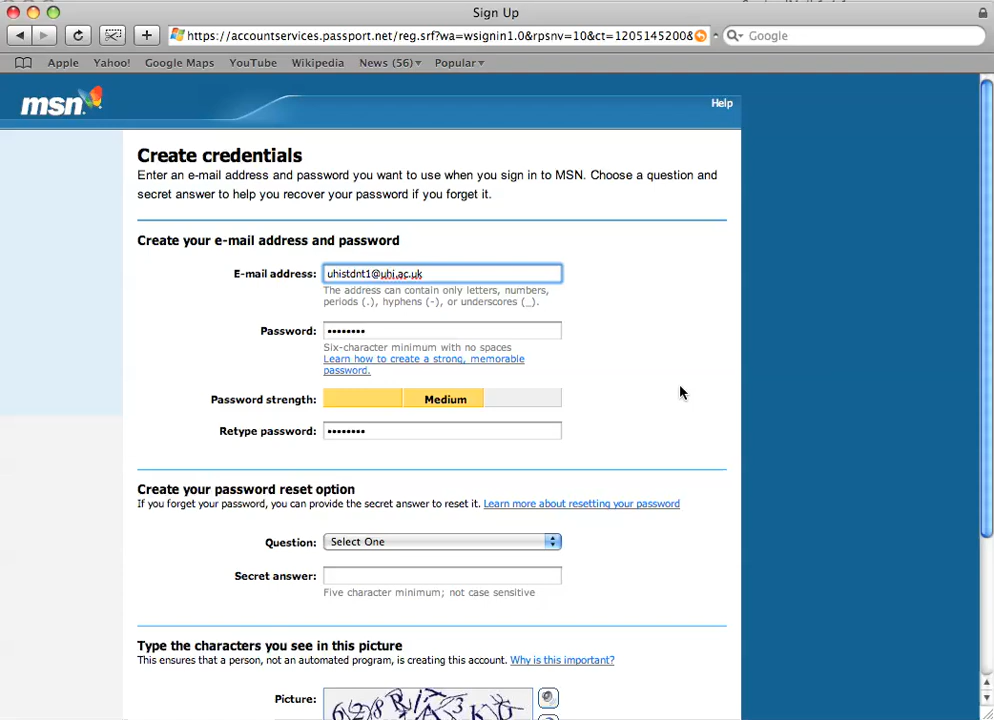 Sign Up
https://accountservices.passport.net/reg.srf?wa=wsignin1.0&rpsnv=10&ct=1205145200&
Google
Apple Yahoo! Google Maps YouTube Wikipedia News (56) Popular
msn
Help
Create credentials
Enter an e-mail address and password you want to use when you sign in to MSN. Choose a question and
secret answer to help you recover your password if you forget it.
Create your e-mail address and password
E-mail address: uhistdnt1@uhi.ac.uk
The address can contain only letters, numbers,
periods (.), hyphens (-), or underscores (_).
Password: ••••••••
Six-character minimum with no spaces
Learn how to create a strong, memorable
password.
Password strength: Medium
Retype password: ••••••••
Create your password reset option
If you forget your password, you can provide the secret answer to reset it. Learn more about resetting your password
Question: Select One
Secret answer:
Five character minimum; not case sensitive
Type the characters you see in this picture
This ensures that a person, not an automated program, is creating this account. Why is this important?
Picture: